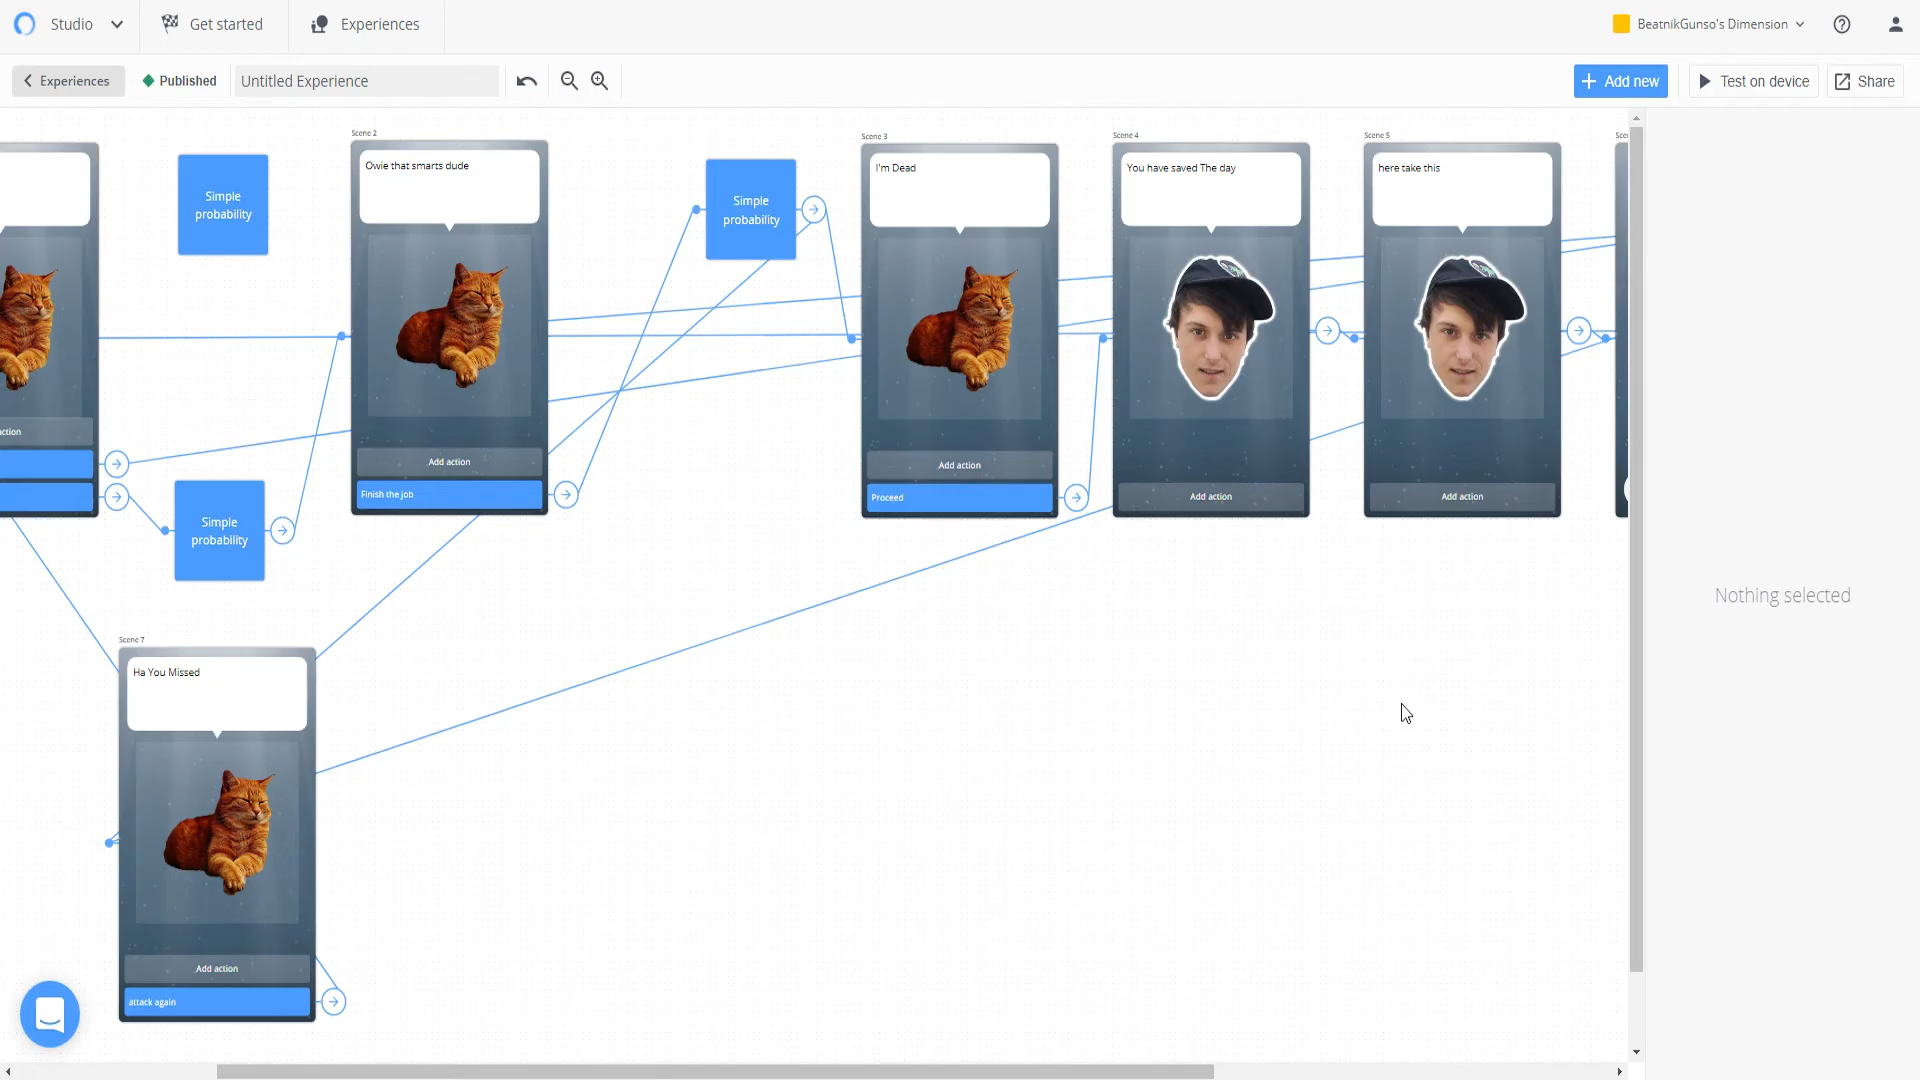 Studio
Get started
Experiences
BeatnikGunso's Dimension
Experiences
Published
Untitled Experience
Add new
Test on device
Share
Scene 2
Scene 3
Scene 4
Scene 5
Simple
probability
Owie that smarts dude
Simple
probability
I'm Dead
You have saved The day
here take this
Add action
Finish the job
Add action
Proceed
Add action
Add action
Simple
probability
Nothing selected
Scene 7
Ha You Missed
Add action
attack again